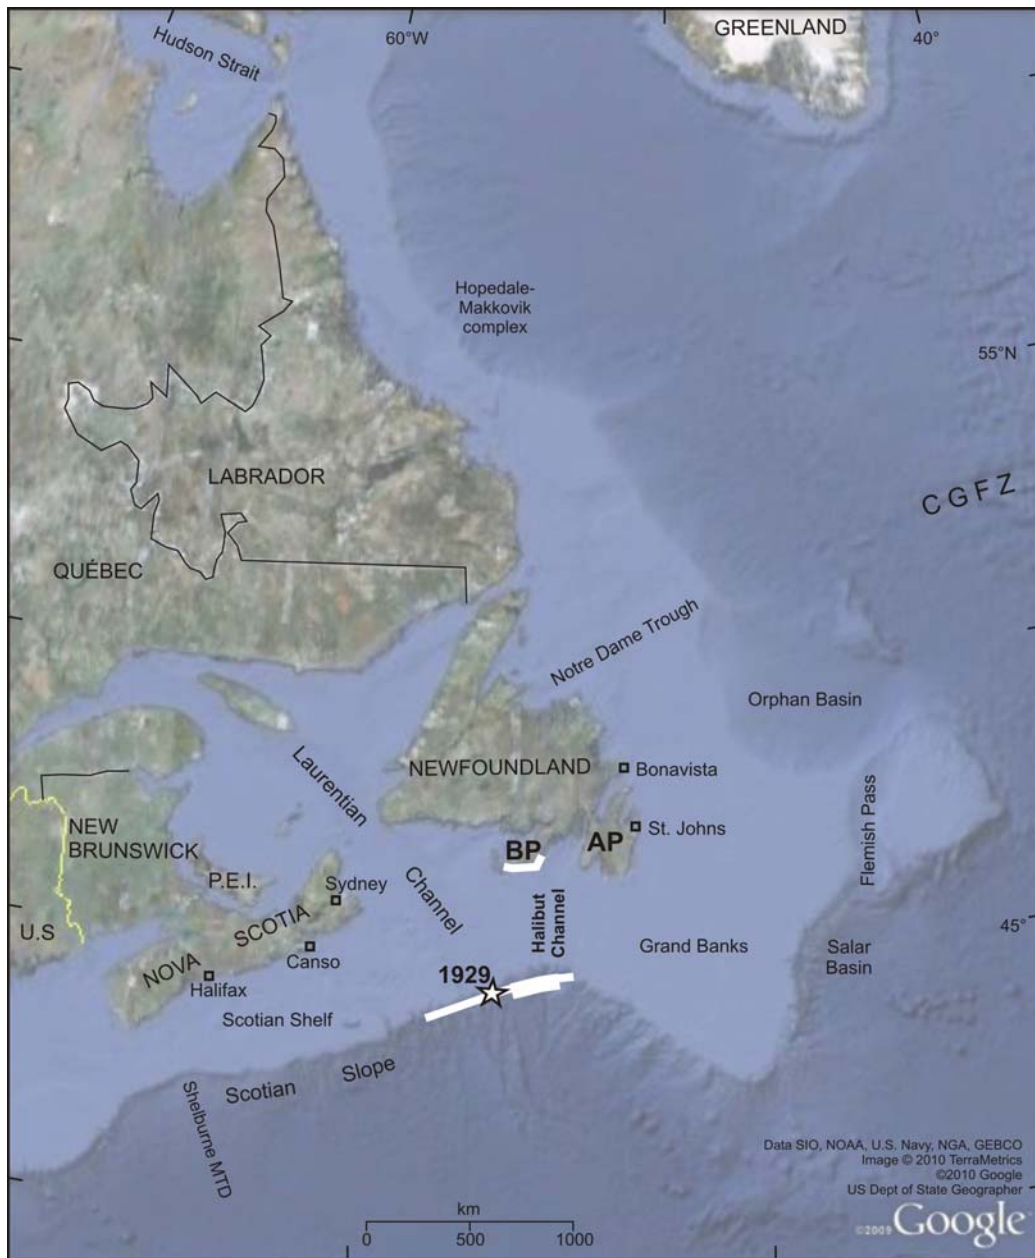 GREENLAND
60°W
40°
Hudson Strait
Hopedale-
Makkovik
complex
55°N
LABRADOR
CGFZ
QUÉBEC
Notre Dame Trough
Orphan Basin
Laurentian
NEWFOUNDLAND
Bonavista
Flemish Pass
NEW
BRUNSWICK
St. Johns
BP
AP
P.E.I.
Sydney
Channel
Halibut
Channel
U.S
NOVA
SCOTIA
45°
Grand Banks
Salar
Basin
Canso
1929
Halifax
Scotian Shelf
Scotian
Slope
Shelburne MTD
Data SIO, NOAA, U.S. Navy, NGA, GEBCO
Image © 2010 TerraMetrics
©2010 Google
US Dept of State Geographer
©2009 Google
km
0 500 1000